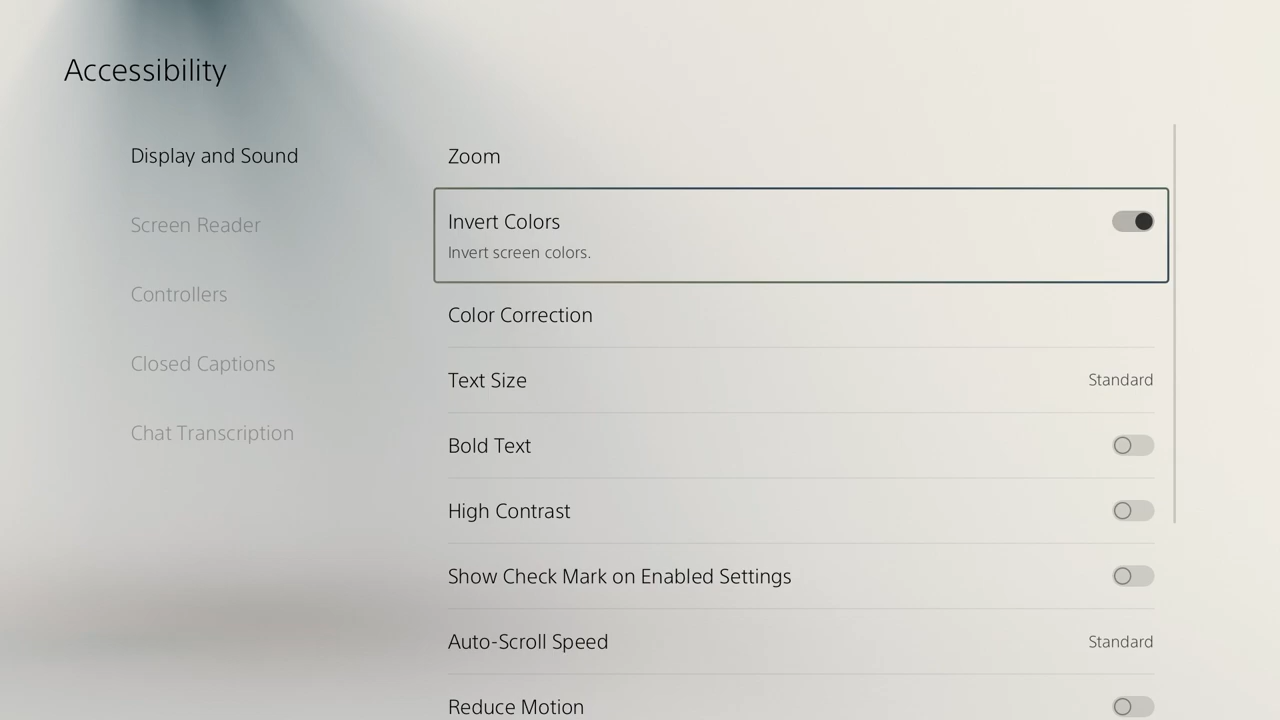 Accessibility
Display and Sound
Screen Reader
Controllers
Closed Captions
Chat Transcription
Zoom
Invert Colors
Invert screen colors.
Color Correction
Text Size Standard
Bold Text
High Contrast
Show Check Mark on Enabled Settings
Auto-Scroll Speed Standard
Reduce Motion